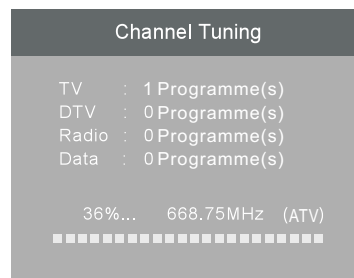 Channel Tuning
TV : 1 Programme(s)
DTV : 0 Programme(s)
Radio : 0 Programme(s)
Data : 0 Programme(s)
36%... 668.75MHz (ATV)